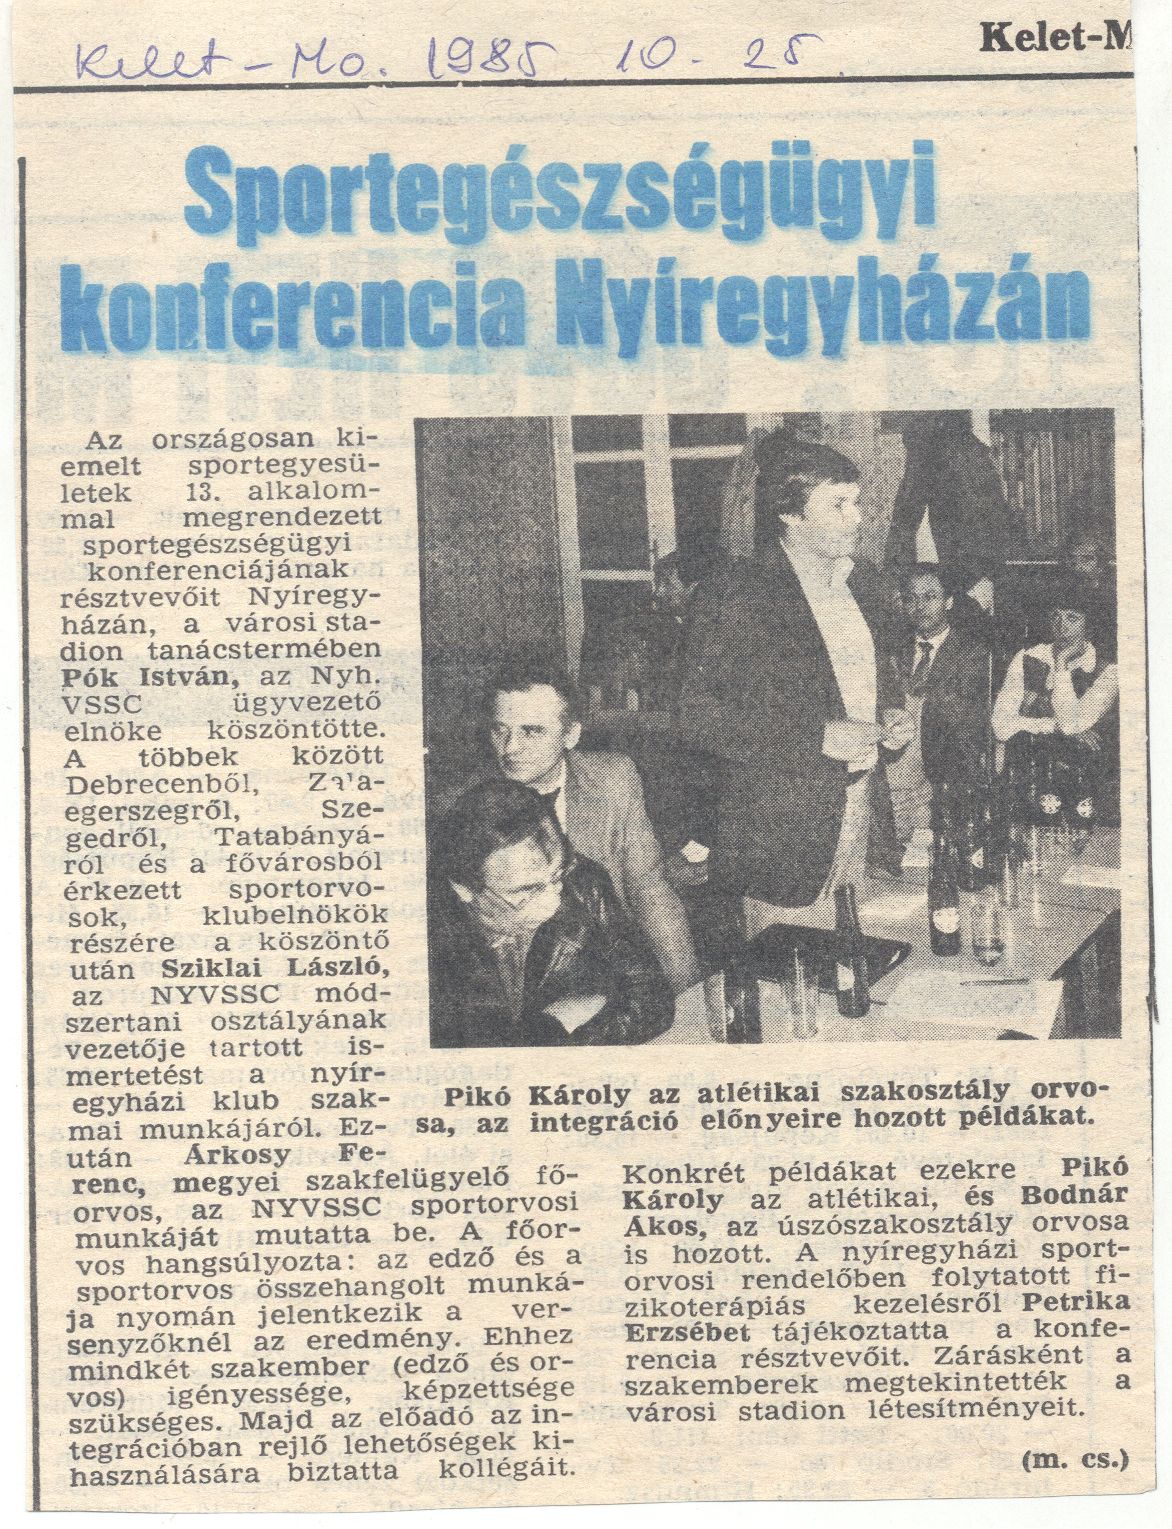 Kelet-M
Kelet-Mo. 1985. 10. 25.
Sportegészségügyi
konferencia Nyíregyházán
Az országosan ki-
emelt sportegyesü-
letek 13. alkalom-
mal megrendezett
sportegészségügyi
konferenciájának
résztvevőit Nyíregy-
házán, a városi sta-
dion tanácstermében
Pók István, az Nyh.
VSSC ügyvezető
elnöke köszöntötte.
A többek között
Debrecenből, Zala-
egerszegről, Sze-
gedről, Tatabányá-
ról és a fővárosból
érkezett sportorvo-
sok, klubelnökök
részére a köszöntő
után Sziklai László,
az NYVSSC mód-
szertani osztályának
vezetője tartott is-
mertetést a nyír-
egyházi klub szak-
mai munkájáról. Ez-
után Árkosy Fe-
renc, megyei szakfelügyelő fő-
orvos, az NYVSSC sportorvosi
munkáját mutatta be. A főor-
vos hangsúlyozta: az edző és a
sportorvos összehangolt munká-
ja nyomán jelentkezik a ver-
senyzőknél az eredmény. Ehhez
mindkét szakember (edző és or-
vos) igényessége, képzettsége
szükséges. Majd az előadó az in-
tegrációban rejlő lehetőségek ki-
használására biztatta kollégáit.
Pikó Károly az atlétikai szakosztály orvo-
sa, az integráció előnyeire hozott példákat.
Konkrét példákat ezekre Pikó
Károly az atlétikai, és Bodnár
Ákos, az úszószakosztály orvosa
is hozott. A nyíregyházi sport-
orvosi rendelőben folytatott fi-
zikoterápiás kezelésről Petrika
Erzsébet tájékoztatta a konfe-
rencia résztvevőit. Zárásként a
szakemberek megtekintették a
városi stadion létesítményeit.
(m. cs.)